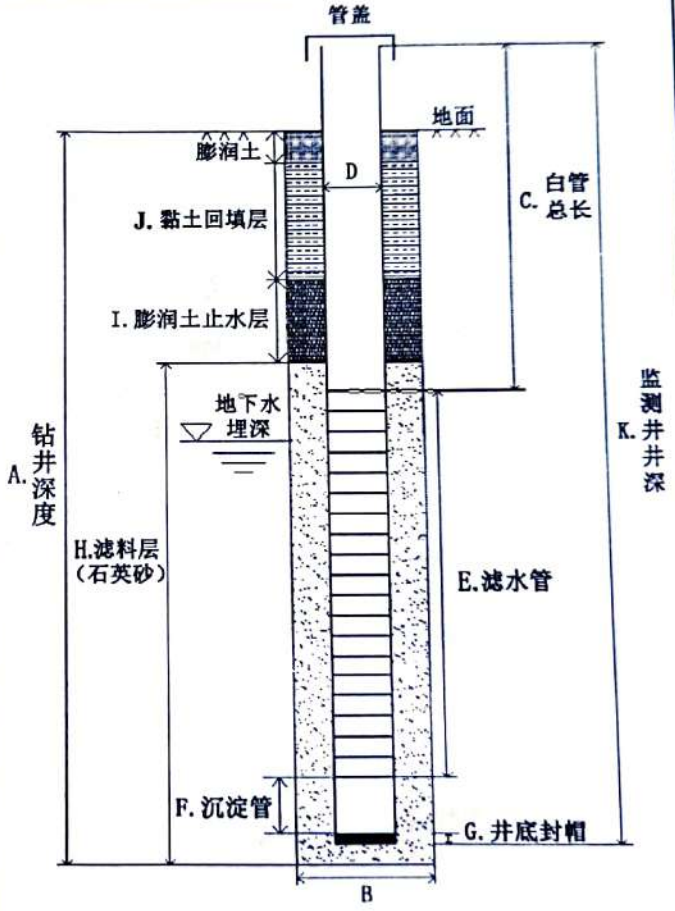 管盖
地面
膨润土
D
C.
白管
总长
J. 黏土回填层
I. 膨润土止水层
地下水
埋深
A.
钻井深度
K.
监测井井深
H.滤料层
（石英砂）
E.滤水管
F. 沉淀管
G. 井底封帽
B